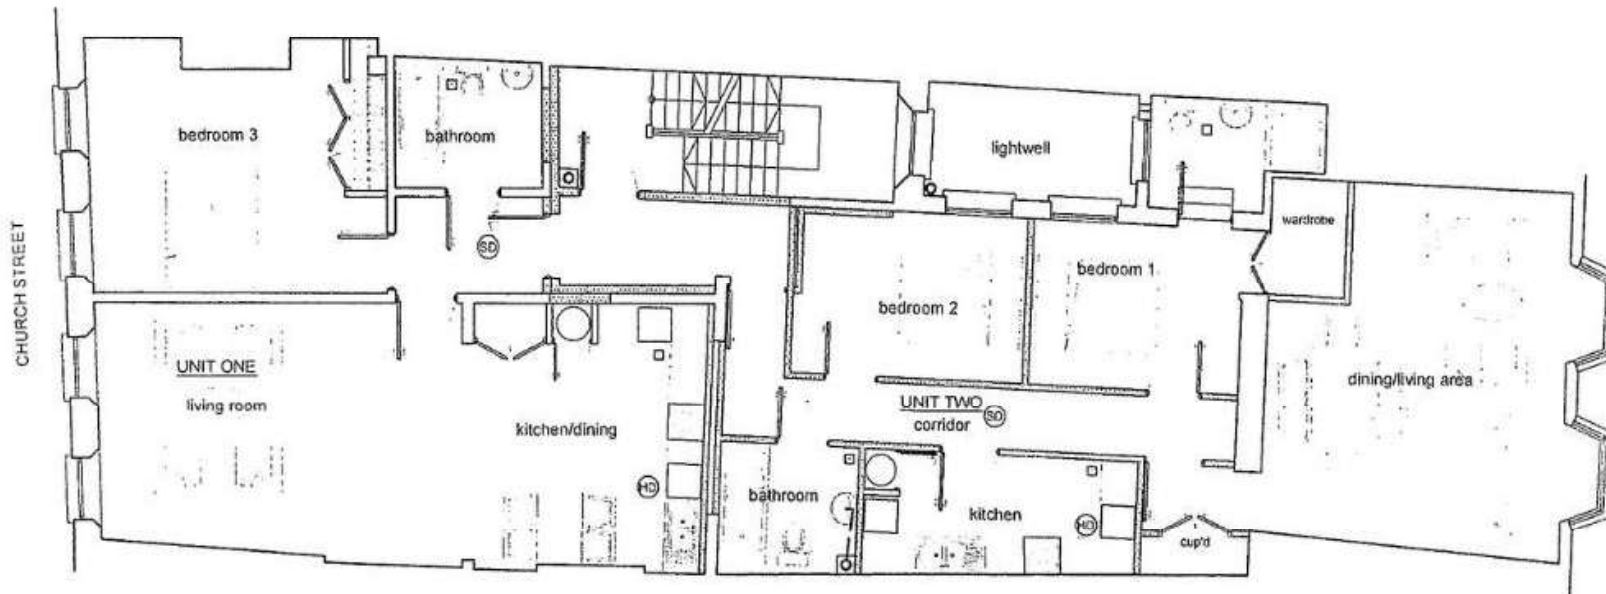 CHURCH STREET
bedroom 3
bathroom
lightwell
wardrobe
SD
bedroom 2
bedroom 1
UNIT ONE
living room
kitchen/dining
dining/living area
UNIT TWO
corridor
SD
HD
bathroom
kitchen
HD
cup'd